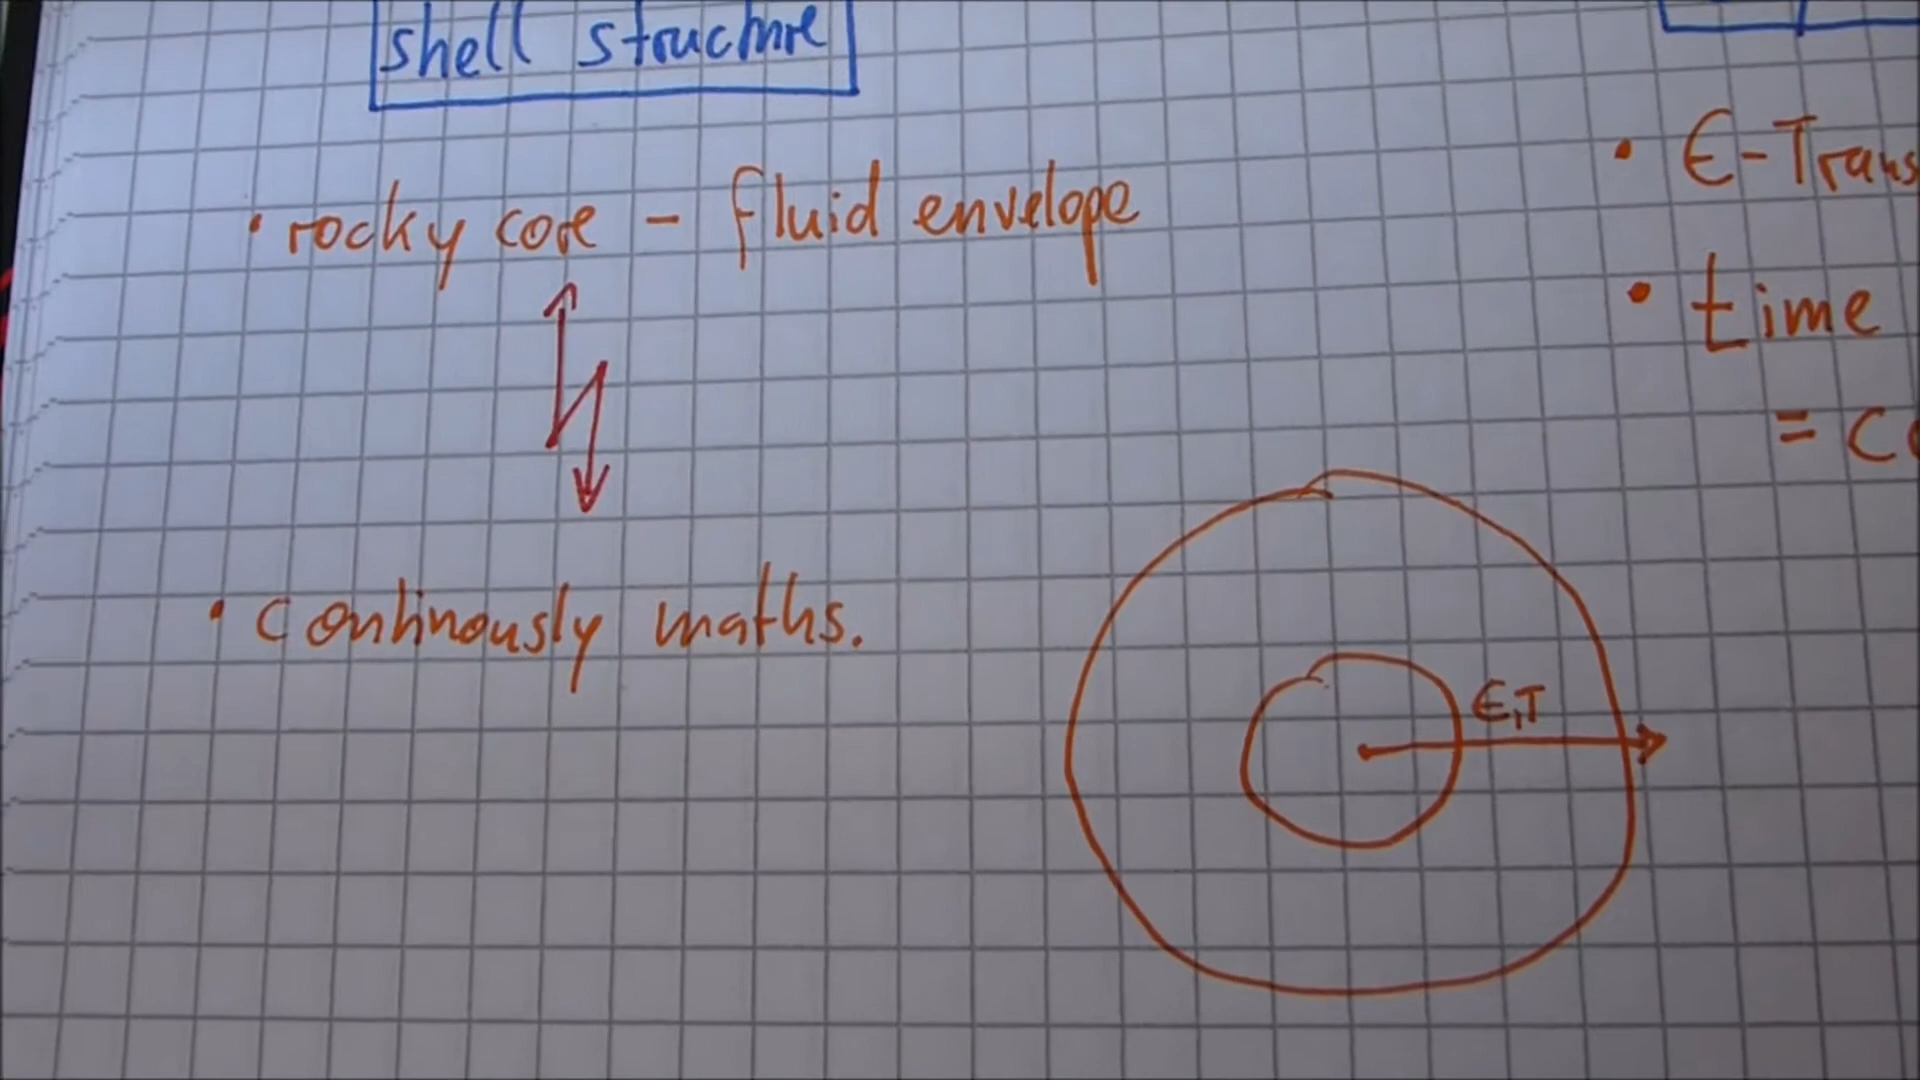 shell structure
• rocky core - fluid envelope
• continously maths.
• E-Trans
• time
= c
E,T